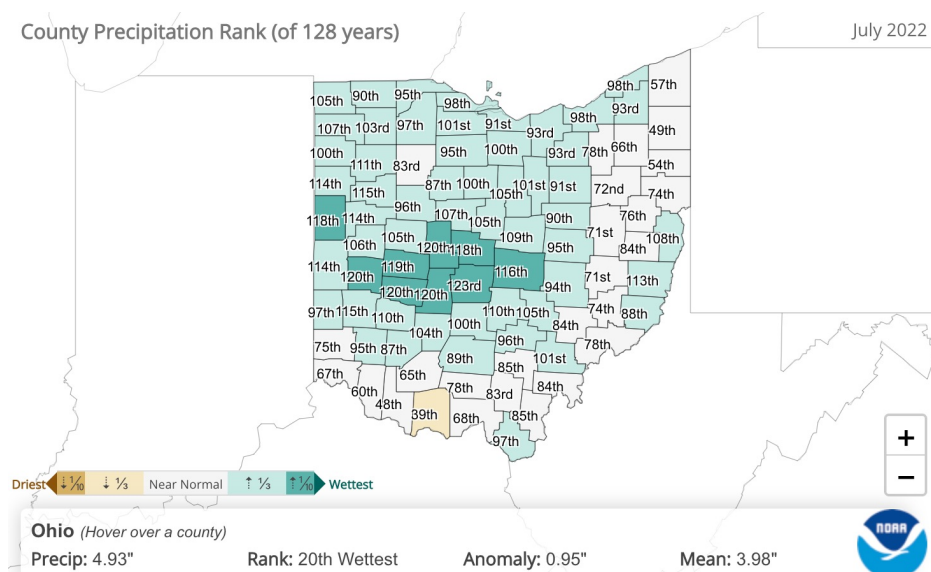 County Precipitation Rank (of 128 years)
July 2022
105th 90th 95th 98th 98th 57th
107th 103rd 97th 101st 91st 93rd 98th 93rd 49th
100th 111th 83rd 95th 100th 93rd 78th 66th 54th
114th 115th 96th 87th 100th 105th 101st 91st 72nd 74th
118th 114th 105th 107th 105th 109th 90th 71st 76th 84th 108th
106th 120th 118th 95th
114th 120th 119th 123rd 116th 94th 71st 113th
120th 120th
97th 115th 110th 104th 100th 110th 105th 84th 74th 88th
75th 95th 87th 89th 96th 85th 101st 78th
67th 60th 48th 65th 78th 83rd 84th
39th 68th 85th
97th
Driest ↓ 1/10 ↓ 1/3 Near Normal ↑ 1/3 ↑ 1/10 Wettest
+
−
Ohio (Hover over a county)
NOAA
Precip: 4.93" Rank: 20th Wettest Anomaly: 0.95" Mean: 3.98"